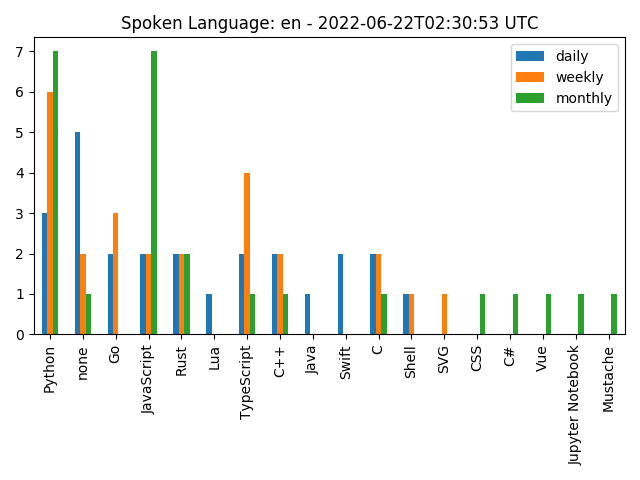 Spoken Language: en - 2022-06-22T02:30:53 UTC
daily
weekly
monthly
7
6
5
4
3
2
1
0
Python
none
Go
JavaScript
Rust
Lua
TypeScript
C++
Java
Swift
C
Shell
SVG
CSS
C#
Vue
Jupyter Notebook
Mustache